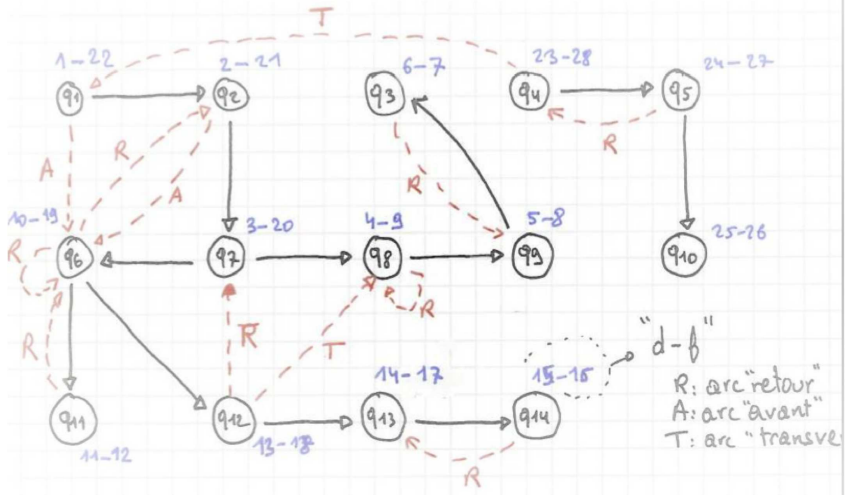 T
1-22
2-21
6-7
23-28
24-27
q1
q2
q3
q4
q5
A
R
A
R
R
10-19
3-20
4-9
5-8
25-26
R
q6
q7
q8
q9
q10
R
R
R
T
14-17
15-16
"d-f"
q11
q12
q13
q14
11-12
13-18
R
R: arc "retour"
A: arc "avant"
T: arc "transve